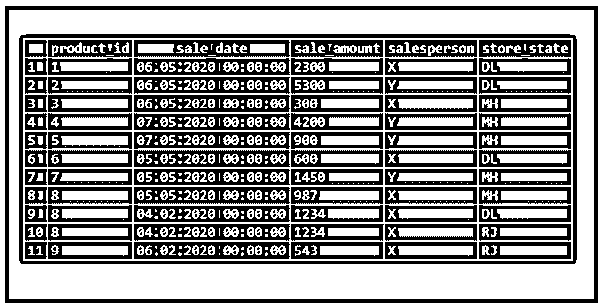 product_id sale_date sale_amount salesperson store_state
1 1 06.05.2020 00:00:00 2300 X DL
2 2 06.05.2020 00:00:00 5300 Y DL
3 3 06.05.2020 00:00:00 300 X MH
4 4 07.05.2020 00:00:00 4200 Y MH
5 5 07.05.2020 00:00:00 900 Y MH
6 6 05.05.2020 00:00:00 600 X DL
7 7 05.05.2020 00:00:00 1450 Y MH
8 8 05.05.2020 00:00:00 987 X MH
9 8 04.02.2020 00:00:00 1234 X DL
10 8 04.02.2020 00:00:00 1234 X RJ
11 9 06.02.2020 00:00:00 543 X RJ